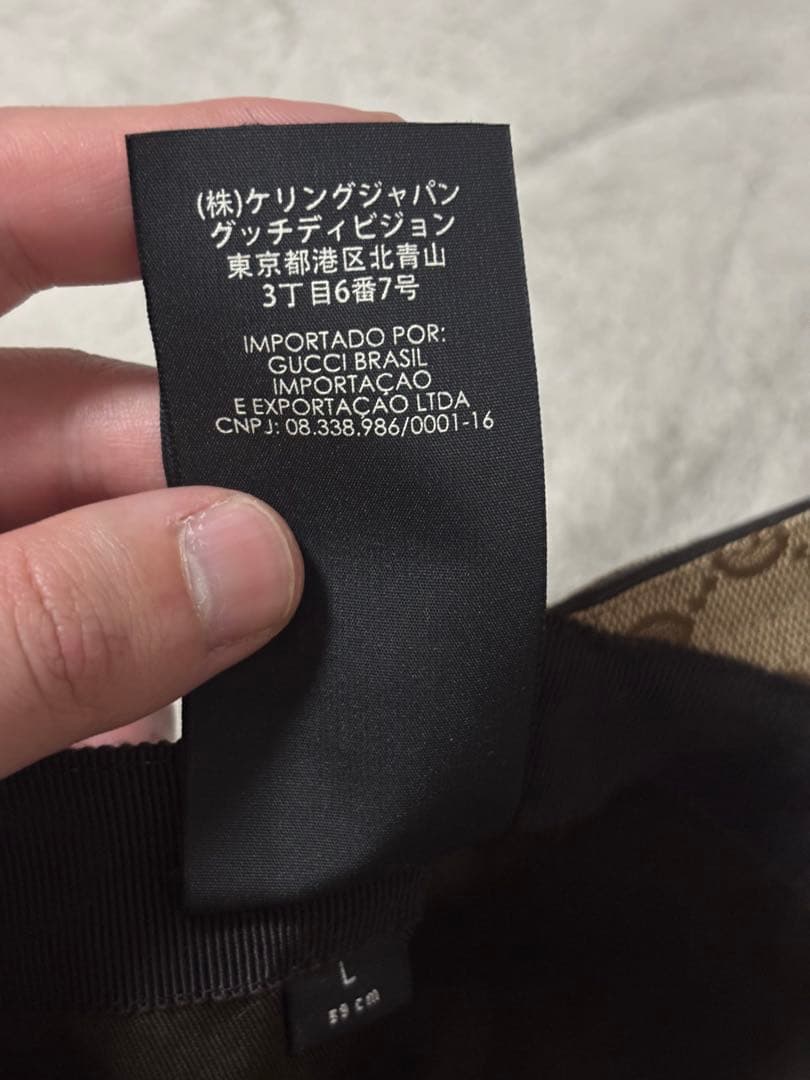 (株)ケリングジャパン
グッチディビジョン
東京都港区北青山
3丁目6番7号
IMPORTADO POR:
GUCCI BRASIL
IMPORTAÇAO
E EXPORTAÇAO LTDA
CNPJ: 08.338.986/0001-16
L
59 cm